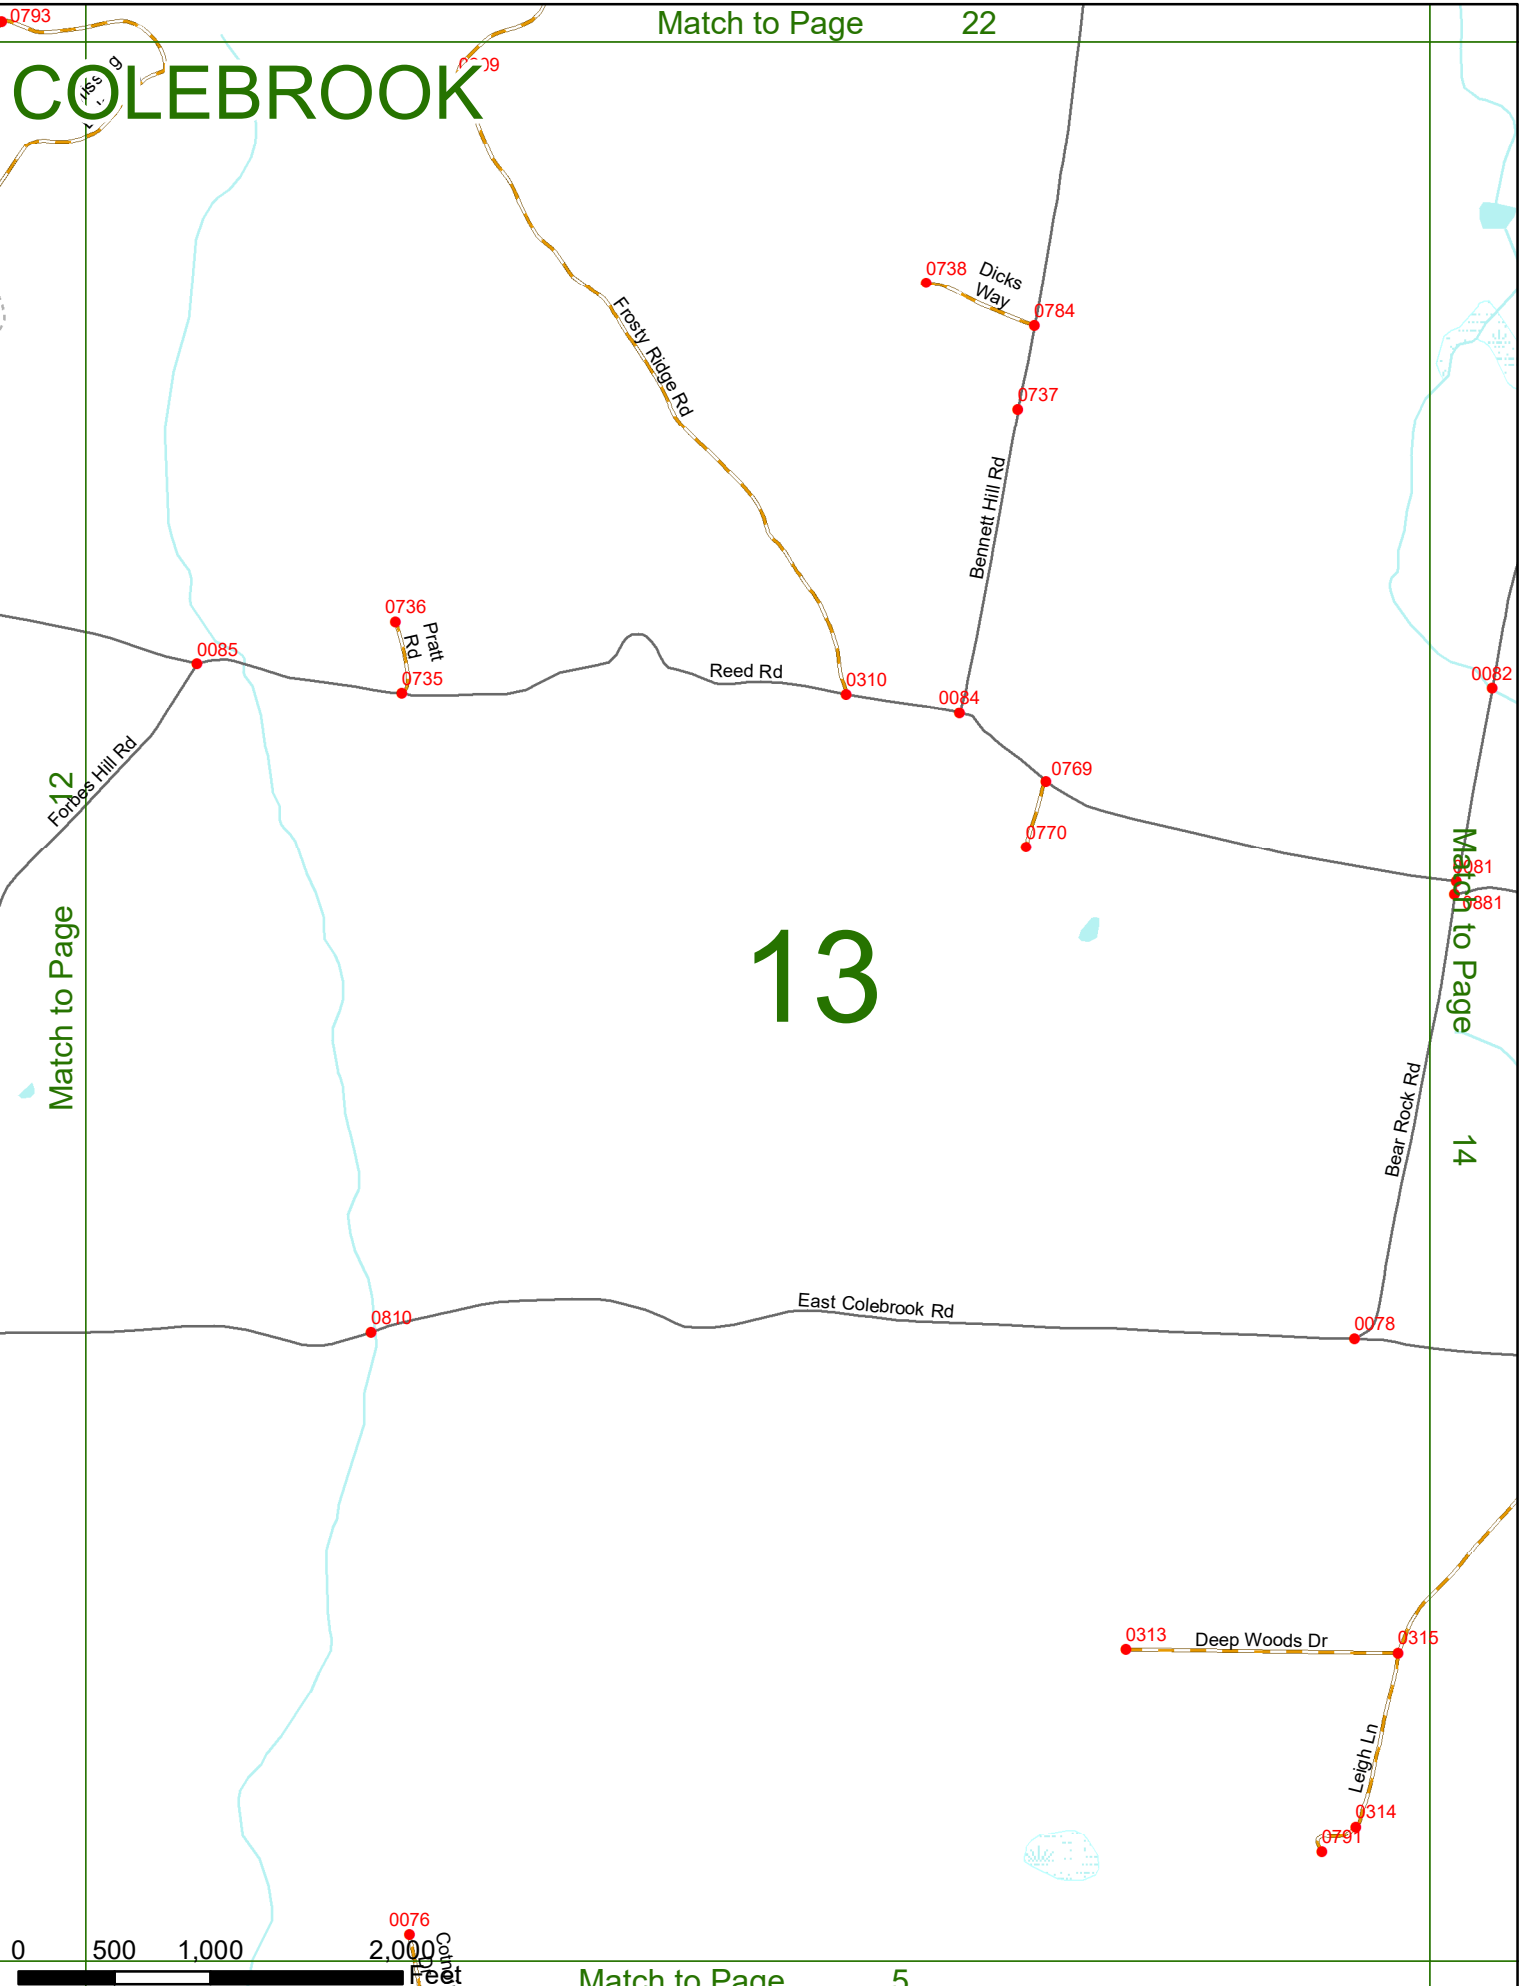 0793
Match to Page 22
COLEBROOK
0738
Dicks
Way
0784
Frosty Ridge Rd
0737
Bennett Hill Rd
0736
Pratt
Rd
0085
0735
Reed Rd
0310
0084
0082
0769
0770
Forbes Hill Rd
Match to Page 12
0081
0881
Match to Page 14
13
Bear Rock Rd
0810
East Colebrook Rd
0078
0313
Deep Woods Dr
0315
Leigh Ln
0314
0791
0076
0 500 1,000 2,000
Feet
Match to Page 5